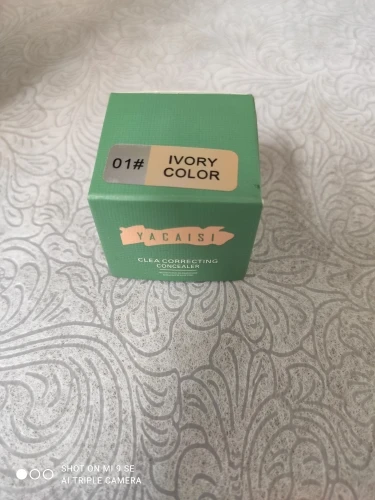 01#
IVORY
COLOR
YACAISI
CLEA CORRECTING
CONCEALER
SHOT ON MI 9 SE
AI TRIPLE CAMERA